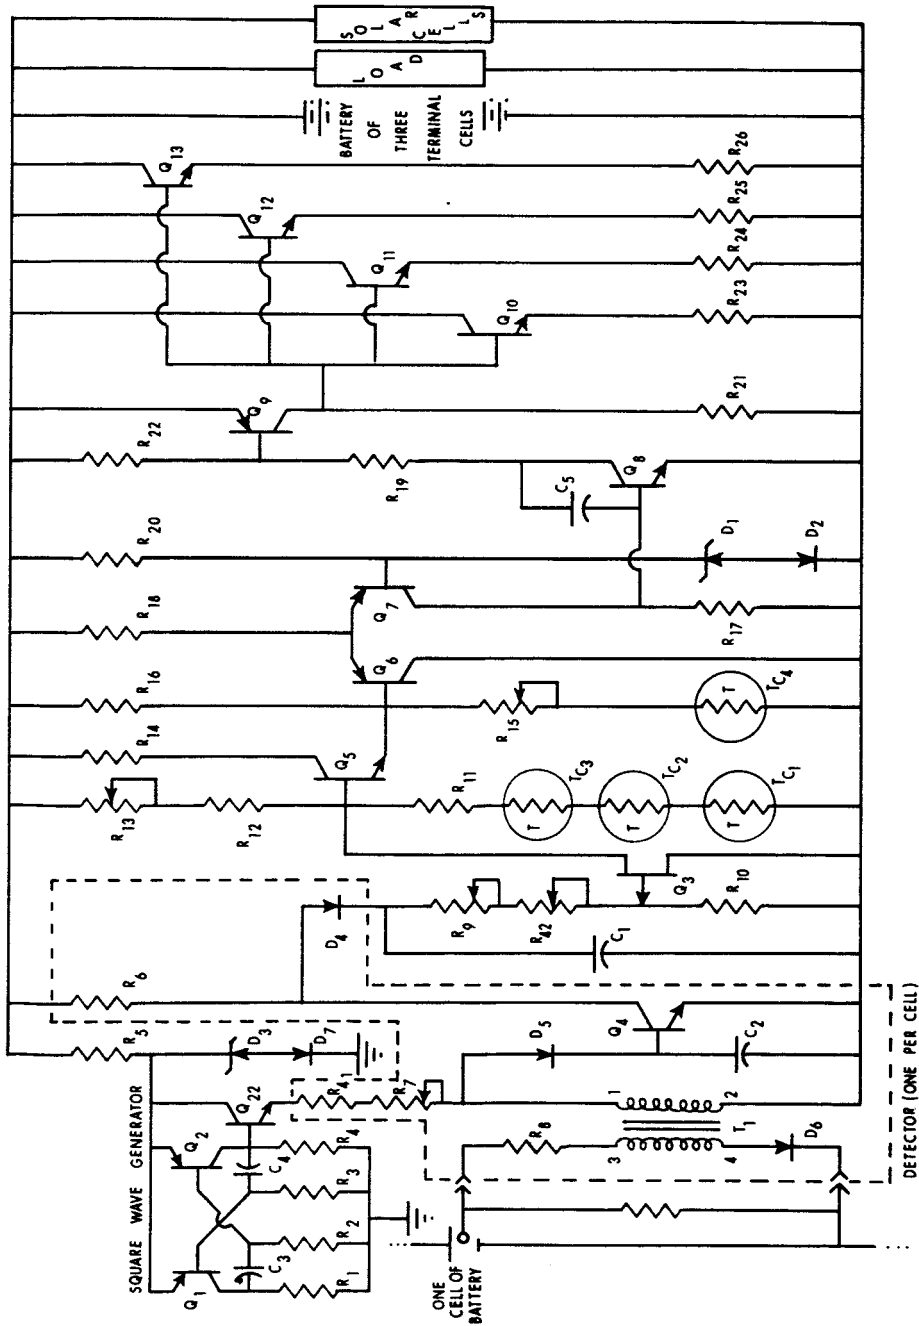 SQUARE WAVE GENERATOR
Q1
Q2
Q22
C3
C4
R1
R2
R3
R4
R5
D3
D7
R41
R7
R6
D4
D5
Q4
C2
1
2
3
4
T1
R8
D6
ONE
CELL OF
BATTERY
DETECTOR (ONE PER CELL)
C1
R9
R42
R10
Q3
R13
R12
R11
T
TC3
T
TC2
T
TC1
R14
Q5
R16
R15
T
TC4
R18
Q6
Q7
R17
R20
D1
D2
R22
R19
C5
Q8
Q9
R21
Q10
R23
Q11
R24
Q12
R25
Q13
R26
BATTERY
OF
THREE
TERMINAL
CELLS
LOAD
SOLAR
CELLS